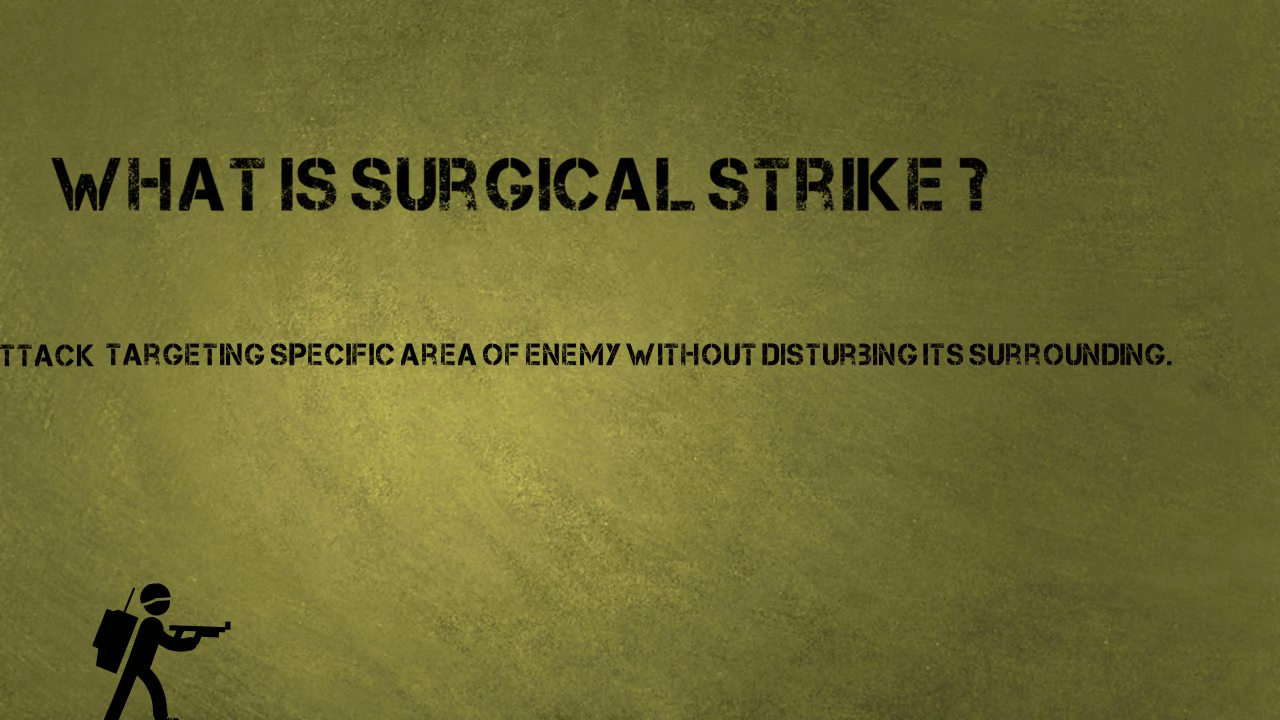 WHAT IS SURGICAL STRIKE ?
TTACK TARGETING SPECIFIC AREA OF ENEMY WITHOUT DISTURBING ITS SURROUNDING.